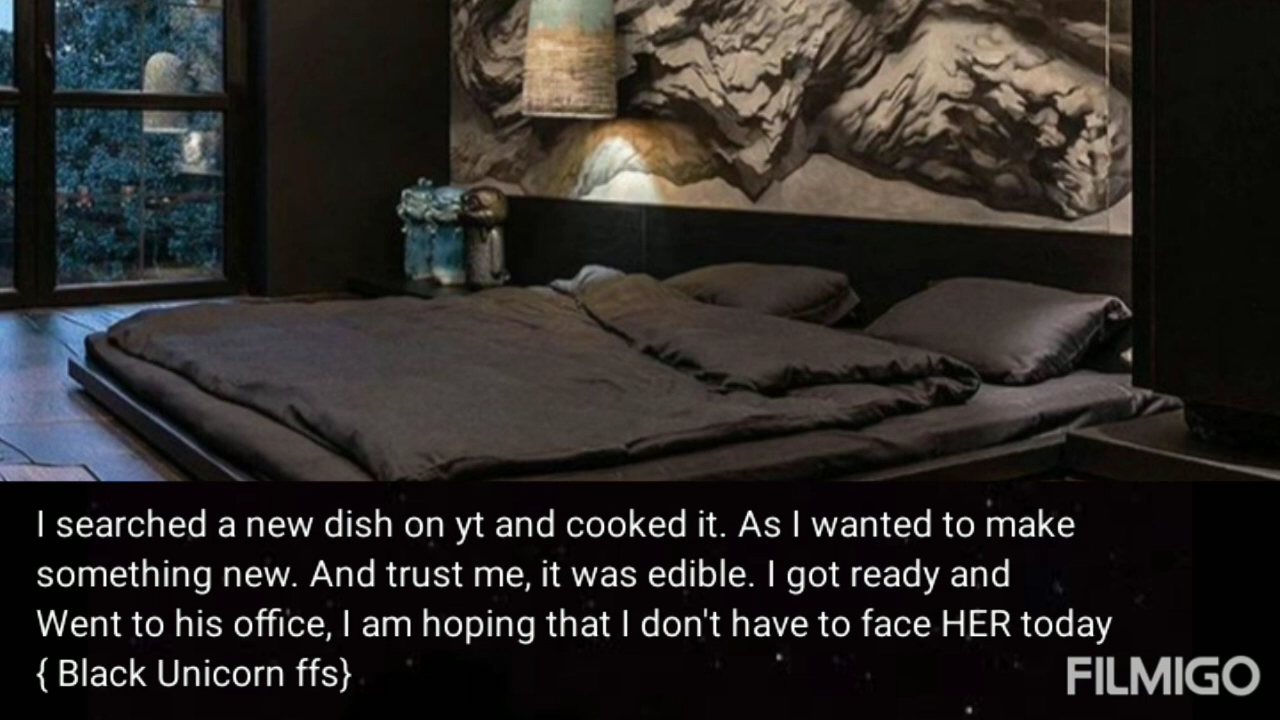 I searched a new dish on yt and cooked it. As I wanted to make
something new. And trust me, it was edible. I got ready and
Went to his office, I am hoping that I don't have to face HER today
{ Black Unicorn ffs}
FILMIGO